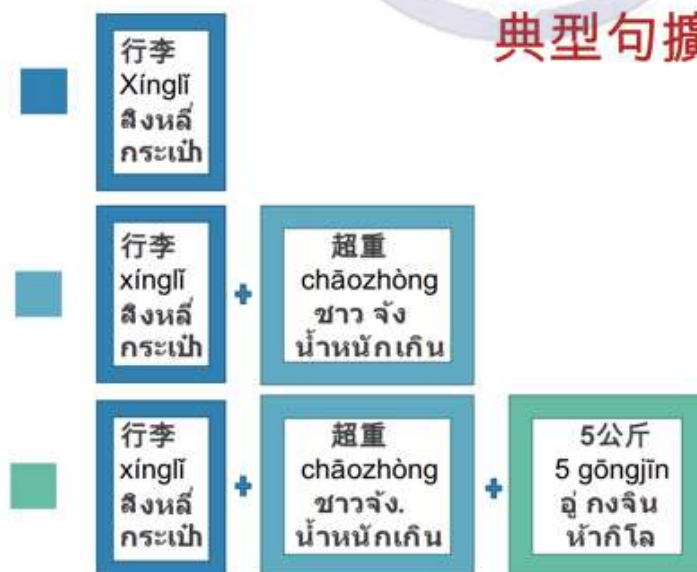 典型句擴
行李
Xínglǐ
สิงหลี่
กระเป๋า
行李
xínglǐ
สิงหลี่
กระเป๋า
超重
chāozhòng
ชาว จ้ง
น้ำหนักเกิน
行李
xínglǐ
สิงหลี่
กระเป๋า
超重
chāozhòng
ชาวจ้ง.
น้ำหนักเกิน
5公斤
5 gōngjīn
อู่ กงจิน
ห้ากิโล